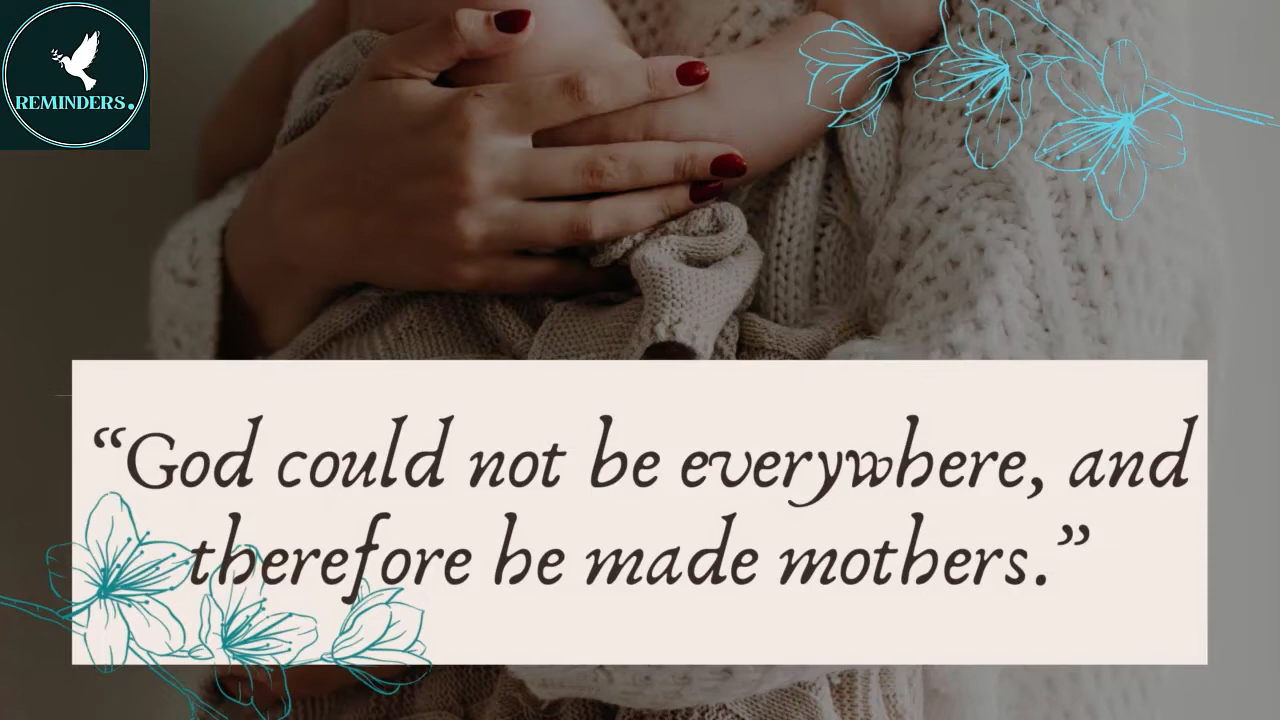 REMINDERS.
“God could not be everywhere, and
therefore he made mothers.”